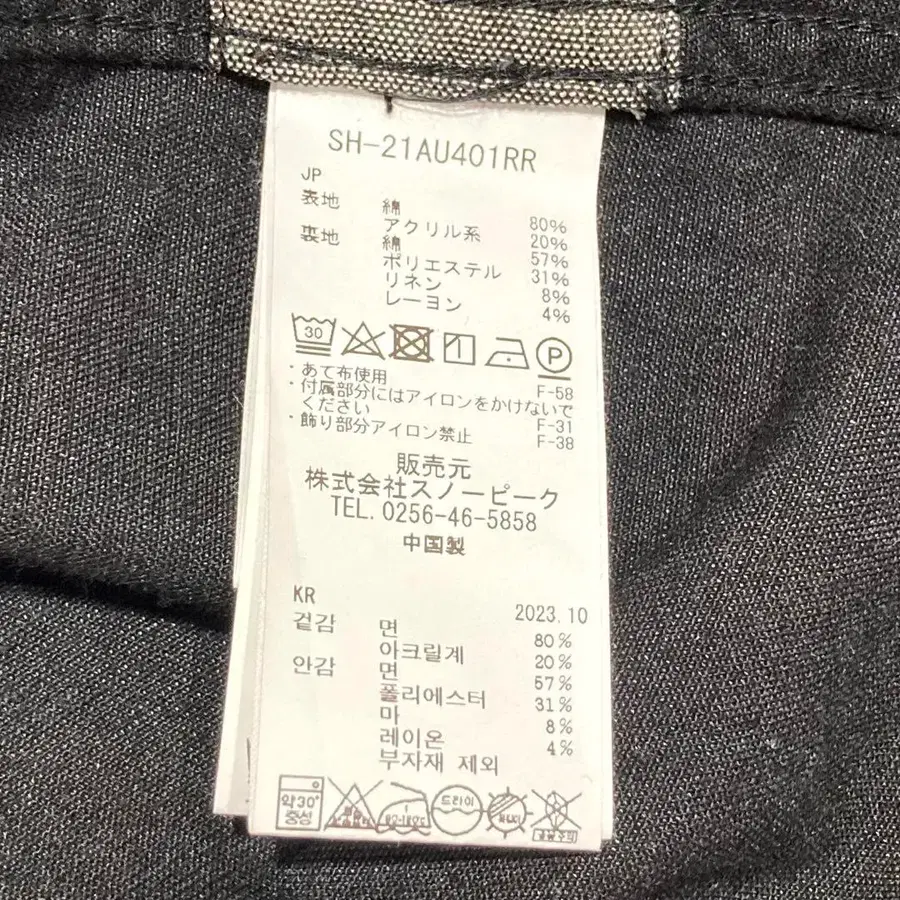 SH-21AU401RR
JP
表地 綿 80%
アクリル系 20%
裏地 綿 57%
ポリエステル 31%
リネン 8%
レーヨン 4%
30
P
・あて布使用 F-58
・付属部分にはアイロンをかけないで
ください F-31
・飾り部分アイロン禁止 F-38
販売元
株式会社スノーピーク
TEL.0256-46-5858
中国製
KR 2023.10
겉감 면 80%
아크릴계 20%
안감 면 57%
폴리에스터 31%
마 8%
레이온 4%
부자재 제외
약30°
중성
드라이